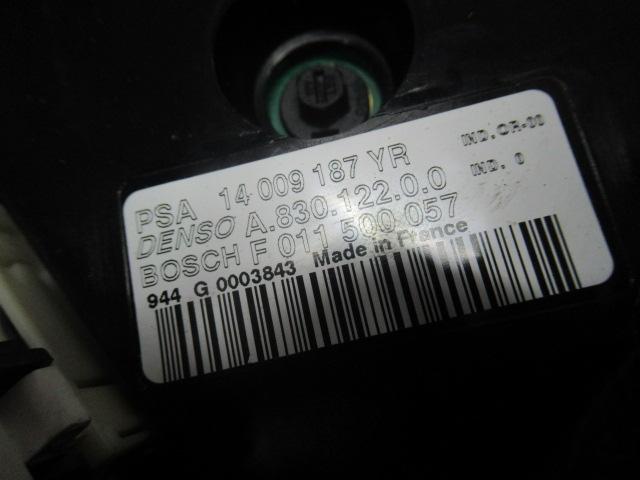 PSA 14 009 187 YR IND.OR-00
DENSO A.830.122.0.0 IND. 0
BOSCH F 011 500 057
944 G 0003843 Made in France